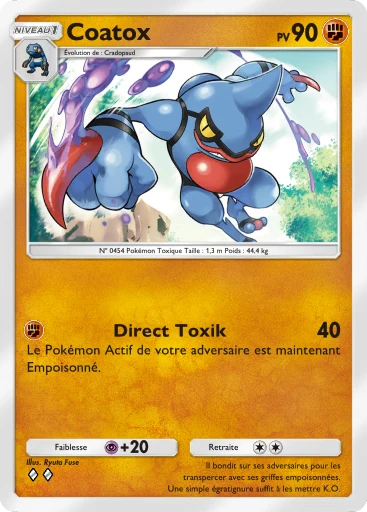 NIVEAU 1
Coatox
PV 90
Évolution de : Cradopaud
N° 0454 Pokémon Toxique Taille : 1,3 m Poids : 44,4 kg
Direct Toxik 40
Le Pokémon Actif de votre adversaire est maintenant
Empoisonné.
Faiblesse +20
Retraite
Illus. Ryuta Fuse
Il bondit sur ses adversaires pour les
transpercer avec ses griffes empoisonnées.
Une simple égratignure suffit à les mettre K.O.